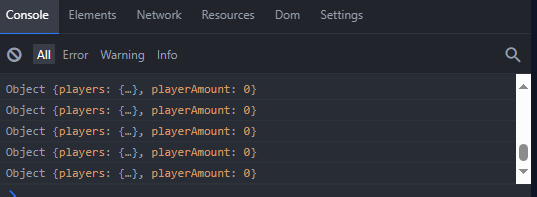 Console Elements Network Resources Dom Settings
All Error Warning Info
Object {players: {…}, playerAmount: 0}
Object {players: {…}, playerAmount: 0}
Object {players: {…}, playerAmount: 0}
Object {players: {…}, playerAmount: 0}
Object {players: {…}, playerAmount: 0}